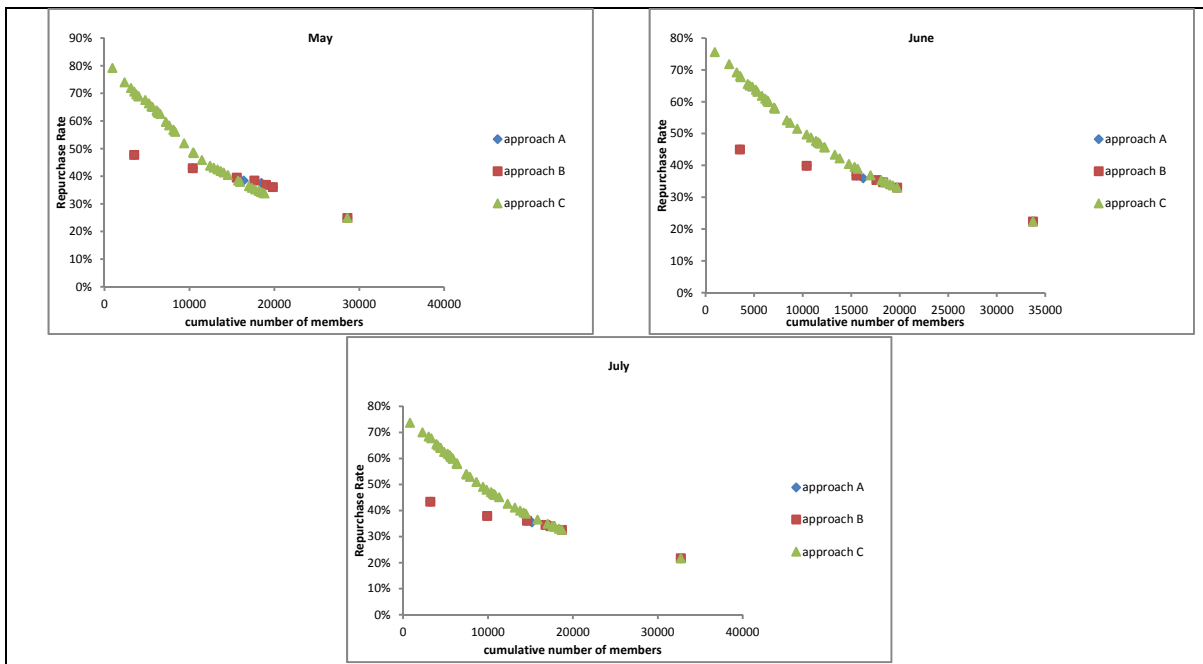 May
90%
80%
70%
60%
50%
40%
30%
20%
10%
0%
Repurchase Rate
0 10000 20000 30000 40000
cumulative number of members
approach A
approach B
approach C
June
80%
70%
60%
50%
40%
30%
20%
10%
0%
Repurchase Rate
0 5000 10000 15000 20000 25000 30000 35000
cumulative number of members
approach A
approach B
approach C
July
80%
70%
60%
50%
40%
30%
20%
10%
0%
Repurchase Rate
0 10000 20000 30000 40000
cumulative number of members
approach A
approach B
approach C